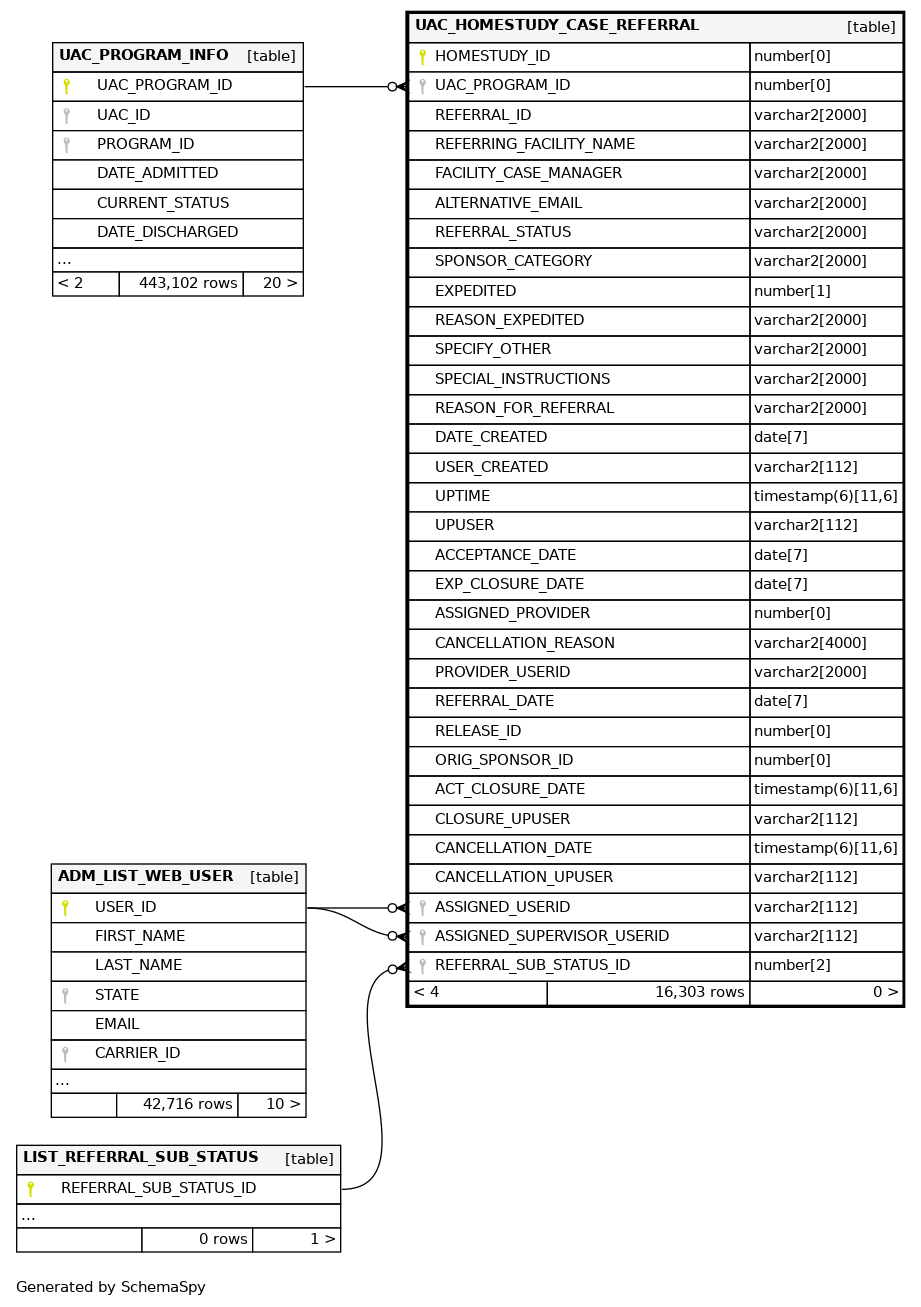 UAC_PROGRAM_INFO [table]
UAC_PROGRAM_ID
UAC_ID
PROGRAM_ID
DATE_ADMITTED
CURRENT_STATUS
DATE_DISCHARGED
...
< 2 443,102 rows 20 >
UAC_HOMESTUDY_CASE_REFERRAL [table]
HOMESTUDY_ID number[0]
UAC_PROGRAM_ID number[0]
REFERRAL_ID varchar2[2000]
REFERRING_FACILITY_NAME varchar2[2000]
FACILITY_CASE_MANAGER varchar2[2000]
ALTERNATIVE_EMAIL varchar2[2000]
REFERRAL_STATUS varchar2[2000]
SPONSOR_CATEGORY varchar2[2000]
EXPEDITED number[1]
REASON_EXPEDITED varchar2[2000]
SPECIFY_OTHER varchar2[2000]
SPECIAL_INSTRUCTIONS varchar2[2000]
REASON_FOR_REFERRAL varchar2[2000]
DATE_CREATED date[7]
USER_CREATED varchar2[112]
UPTIME timestamp(6)[11,6]
UPUSER varchar2[112]
ACCEPTANCE_DATE date[7]
EXP_CLOSURE_DATE date[7]
ASSIGNED_PROVIDER number[0]
CANCELLATION_REASON varchar2[4000]
PROVIDER_USERID varchar2[2000]
REFERRAL_DATE date[7]
RELEASE_ID number[0]
ORIG_SPONSOR_ID number[0]
ACT_CLOSURE_DATE timestamp(6)[11,6]
CLOSURE_UPUSER varchar2[112]
CANCELLATION_DATE timestamp(6)[11,6]
CANCELLATION_UPUSER varchar2[112]
ASSIGNED_USERID varchar2[112]
ASSIGNED_SUPERVISOR_USERID varchar2[112]
REFERRAL_SUB_STATUS_ID number[2]
< 4 16,303 rows 0 >
ADM_LIST_WEB_USER [table]
USER_ID
FIRST_NAME
LAST_NAME
STATE
EMAIL
CARRIER_ID
...
42,716 rows 10 >
LIST_REFERRAL_SUB_STATUS [table]
REFERRAL_SUB_STATUS_ID
...
0 rows 1 >
Generated by SchemaSpy